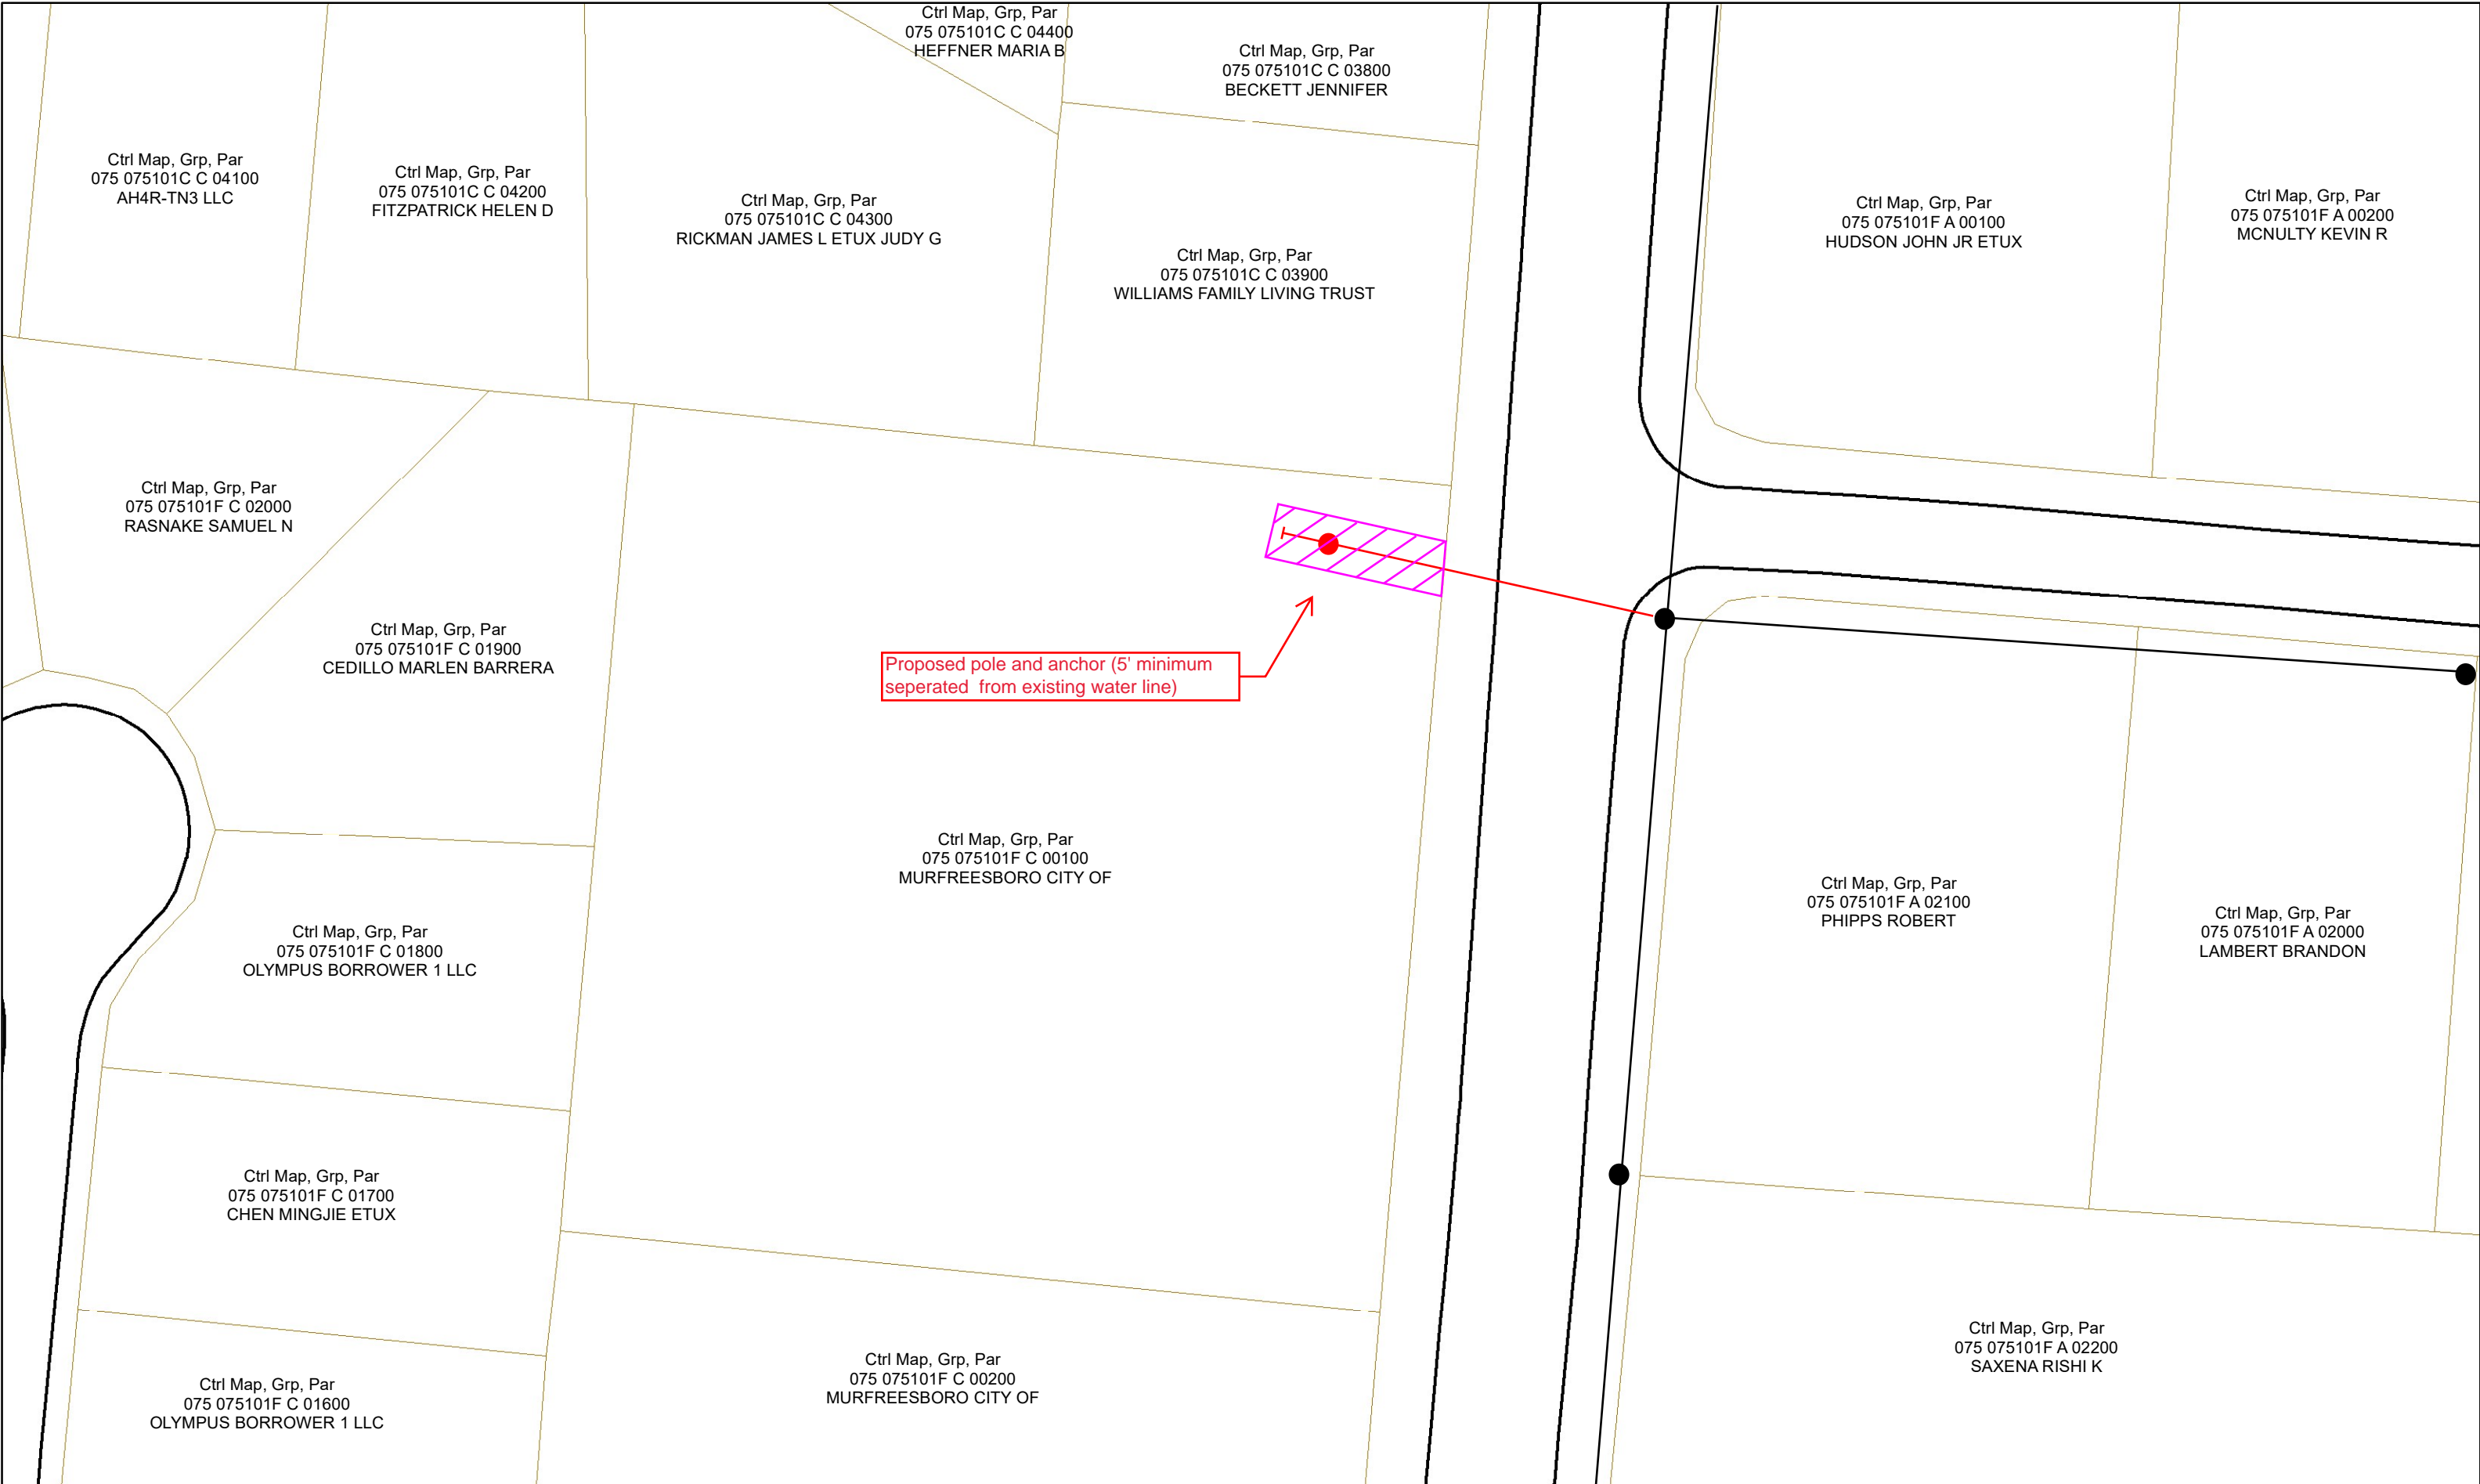 Ctrl Map, Grp, Par
075 075101C C 04400
HEFFNER MARIA B
Ctrl Map, Grp, Par
075 075101C C 03800
BECKETT JENNIFER
Ctrl Map, Grp, Par
075 075101C C 04100
AH4R-TN3 LLC
Ctrl Map, Grp, Par
075 075101C C 04200
FITZPATRICK HELEN D
Ctrl Map, Grp, Par
075 075101C C 04300
RICKMAN JAMES L ETUX JUDY G
Ctrl Map, Grp, Par
075 075101C C 03900
WILLIAMS FAMILY LIVING TRUST
Ctrl Map, Grp, Par
075 075101F A 00100
HUDSON JOHN JR ETUX
Ctrl Map, Grp, Par
075 075101F A 00200
MCNULTY KEVIN R
Ctrl Map, Grp, Par
075 075101F C 02000
RASNAKE SAMUEL N
Ctrl Map, Grp, Par
075 075101F C 01900
CEDILLO MARLEN BARRERA
Proposed pole and anchor (5' minimum
seperated  from existing water line)
Ctrl Map, Grp, Par
075 075101F C 00100
MURFREESBORO CITY OF
Ctrl Map, Grp, Par
075 075101F A 02100
PHIPPS ROBERT
Ctrl Map, Grp, Par
075 075101F A 02000
LAMBERT BRANDON
Ctrl Map, Grp, Par
075 075101F C 01800
OLYMPUS BORROWER 1 LLC
Ctrl Map, Grp, Par
075 075101F C 01700
CHEN MINGJIE ETUX
Ctrl Map, Grp, Par
075 075101F C 01600
OLYMPUS BORROWER 1 LLC
Ctrl Map, Grp, Par
075 075101F C 00200
MURFREESBORO CITY OF
Ctrl Map, Grp, Par
075 075101F A 02200
SAXENA RISHI K